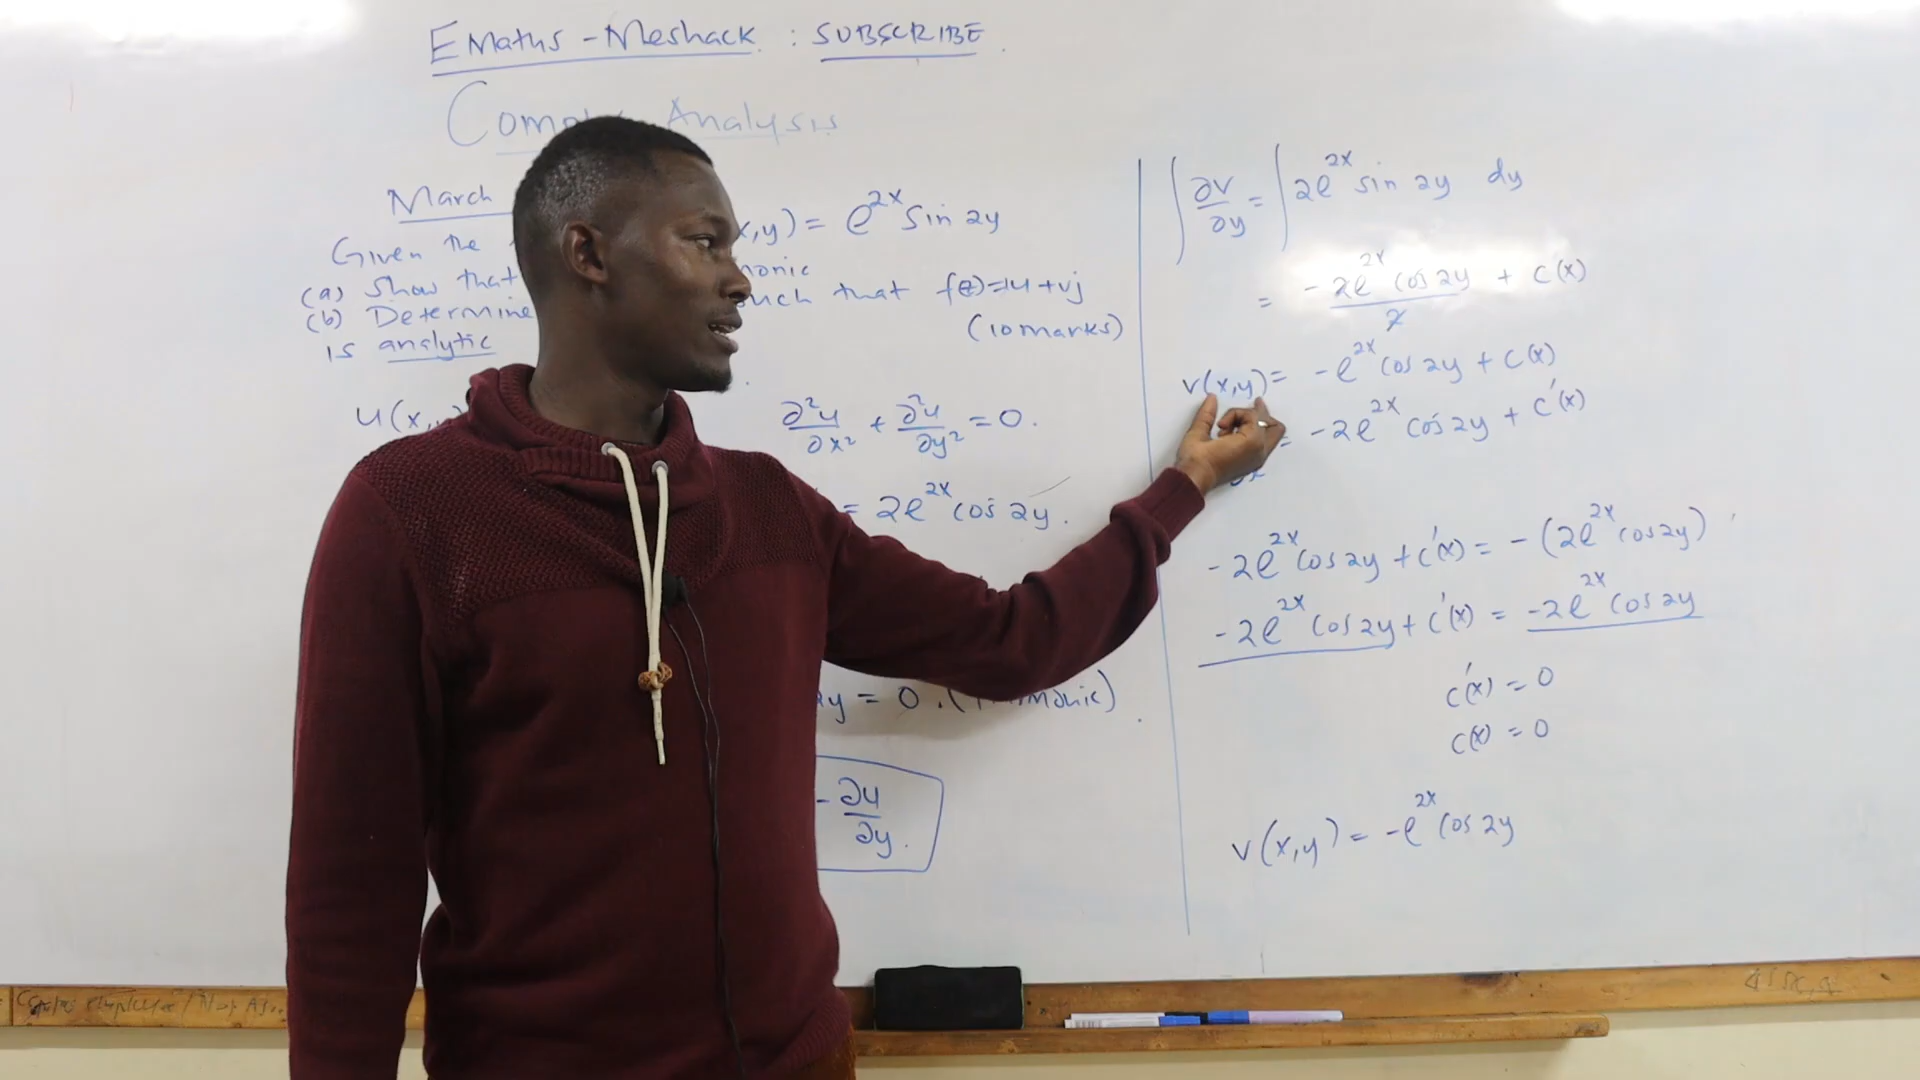 EMaths - Meshack : SUBSCRIBE
Analysis
March
Given the x,y) = e^2x Sin 2y
(a) Show that monic
(b) Determine such that f(z)=u+vj
is analytic (10 marks)
u(x,y ∂²u/∂x² + ∂²u/∂y² = 0.
= 2e^2x cos 2y.
2y = 0. ( monic)
- ∂u/∂y.
∫ ∂v/∂y = ∫ 2e^2x sin 2y dy
= -2e^2x cos 2y / 2 + C(x)
v(x,y) = -e^2x cos 2y + C(x)
= -2e^2x cos 2y + C'(x)
-2e^2x cos 2y + C'(x) = -(2e^2x cos 2y)
-2e^2x cos 2y + C'(x) = -2e^2x cos 2y
C'(x) = 0
C(x) = 0
v(x,y) = -e^2x cos 2y